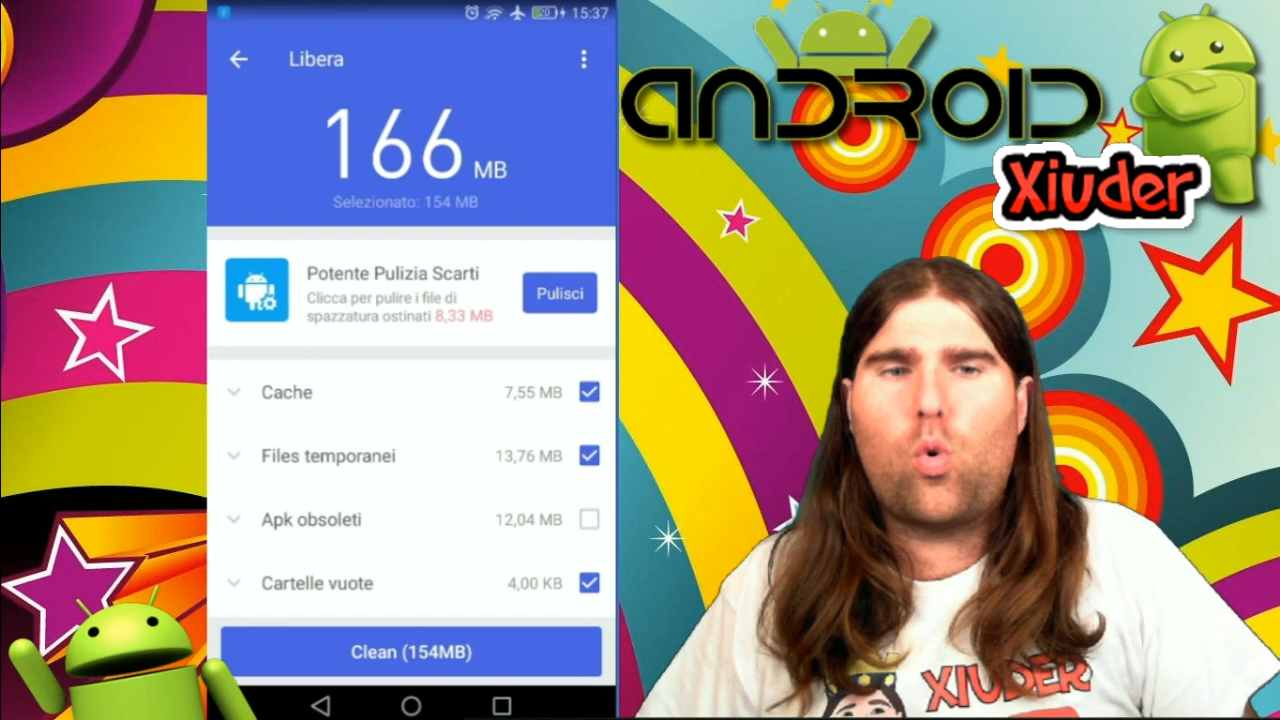 20
15:37
Libera
166 MB
Selezionato: 154 MB
Potente Pulizia Scarti
Clicca per pulire i file di
spazzatura ostinati 8,33 MB
Pulisci
Cache 7,55 MB
Files temporanei 13,76 MB
Apk obsoleti 12,04 MB
Cartelle vuote 4,00 KB
Clean (154MB)
ANDROID
Xiuder
XIUDER